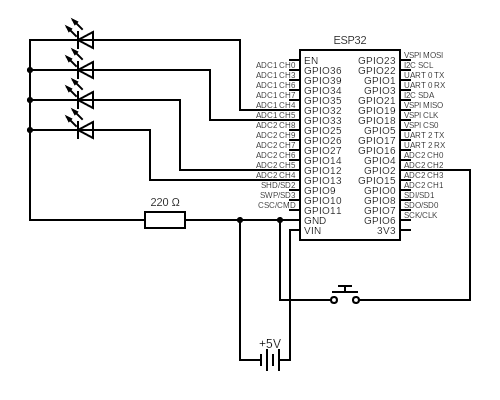 ESP32
VSPI MOSI
EN GPIO23
ADC1 CH0 I2C SCL
GPIO36 GPIO22
ADC1 CH3 UART 0 TX
GPIO39 GPIO1
ADC1 CH6 UART 0 RX
GPIO34 GPIO3
ADC1 CH7 I2C SDA
GPIO35 GPIO21
ADC1 CH4 VSPI MISO
GPIO32 GPIO19
ADC1 CH5 VSPI CLK
GPIO33 GPIO18
ADC2 CH8 VSPI CS0
GPIO25 GPIO5
ADC2 CH9 UART 2 TX
GPIO26 GPIO17
ADC2 CH7 UART 2 RX
GPIO27 GPIO16
ADC2 CH6 ADC2 CH0
GPIO14 GPIO4
ADC2 CH5 ADC2 CH2
GPIO12 GPIO2
ADC2 CH4 ADC2 CH3
GPIO13 GPIO15
SHD/SD2 ADC2 CH1
GPIO9 GPIO0
SWP/SD3 SDI/SD1
GPIO10 GPIO8
CSC/CMD SDO/SD0
GPIO11 GPIO7
SCK/CLK
GND GPIO6
VIN 3V3
220 Ω
+5V